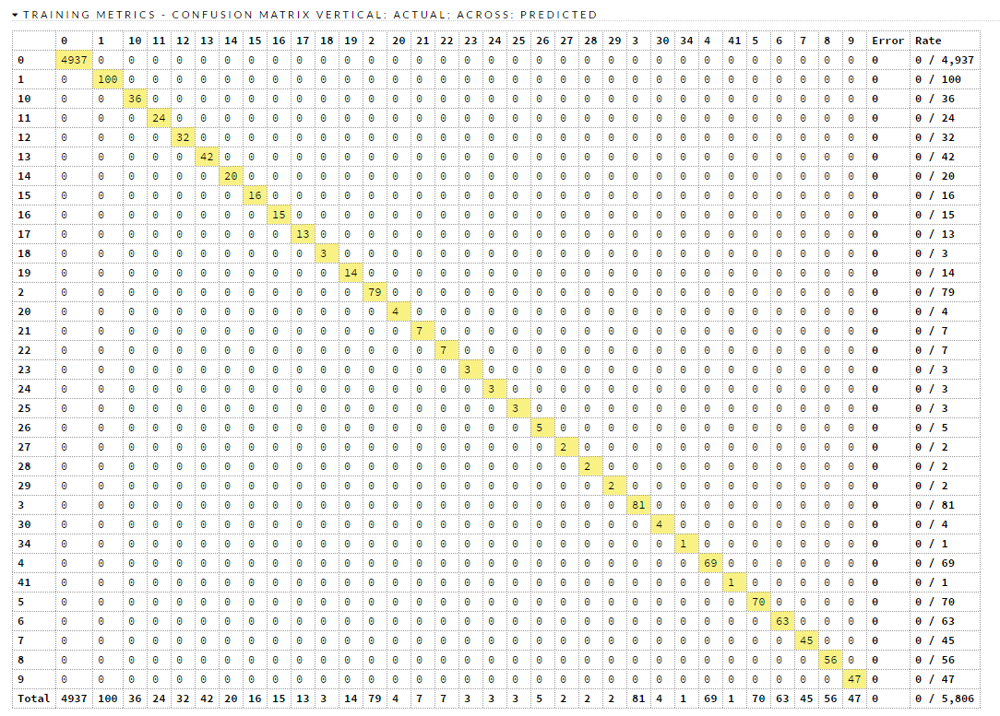 ▾ TRAINING METRICS - CONFUSION MATRIX VERTICAL: ACTUAL; ACROSS: PREDICTED
0 1 10 11 12 13 14 15 16 17 18 19 2 20 21 22 23 24 25 26 27 28 29 3 30 34 4 41 5 6 7 8 9 Error Rate
0 4937 0 0 0 0 0 0 0 0 0 0 0 0 0 0 0 0 0 0 0 0 0 0 0 0 0 0 0 0 0 0 0 0 0 0 / 4,937
1 0 100 0 0 0 0 0 0 0 0 0 0 0 0 0 0 0 0 0 0 0 0 0 0 0 0 0 0 0 0 0 0 0 0 0 / 100
10 0 0 36 0 0 0 0 0 0 0 0 0 0 0 0 0 0 0 0 0 0 0 0 0 0 0 0 0 0 0 0 0 0 0 0 / 36
11 0 0 0 24 0 0 0 0 0 0 0 0 0 0 0 0 0 0 0 0 0 0 0 0 0 0 0 0 0 0 0 0 0 0 0 / 24
12 0 0 0 0 32 0 0 0 0 0 0 0 0 0 0 0 0 0 0 0 0 0 0 0 0 0 0 0 0 0 0 0 0 0 0 / 32
13 0 0 0 0 0 42 0 0 0 0 0 0 0 0 0 0 0 0 0 0 0 0 0 0 0 0 0 0 0 0 0 0 0 0 0 / 42
14 0 0 0 0 0 0 20 0 0 0 0 0 0 0 0 0 0 0 0 0 0 0 0 0 0 0 0 0 0 0 0 0 0 0 0 / 20
15 0 0 0 0 0 0 0 16 0 0 0 0 0 0 0 0 0 0 0 0 0 0 0 0 0 0 0 0 0 0 0 0 0 0 0 / 16
16 0 0 0 0 0 0 0 0 15 0 0 0 0 0 0 0 0 0 0 0 0 0 0 0 0 0 0 0 0 0 0 0 0 0 0 / 15
17 0 0 0 0 0 0 0 0 0 13 0 0 0 0 0 0 0 0 0 0 0 0 0 0 0 0 0 0 0 0 0 0 0 0 0 / 13
18 0 0 0 0 0 0 0 0 0 0 3 0 0 0 0 0 0 0 0 0 0 0 0 0 0 0 0 0 0 0 0 0 0 0 0 / 3
19 0 0 0 0 0 0 0 0 0 0 0 14 0 0 0 0 0 0 0 0 0 0 0 0 0 0 0 0 0 0 0 0 0 0 0 / 14
2 0 0 0 0 0 0 0 0 0 0 0 0 79 0 0 0 0 0 0 0 0 0 0 0 0 0 0 0 0 0 0 0 0 0 0 / 79
20 0 0 0 0 0 0 0 0 0 0 0 0 0 4 0 0 0 0 0 0 0 0 0 0 0 0 0 0 0 0 0 0 0 0 0 / 4
21 0 0 0 0 0 0 0 0 0 0 0 0 0 0 7 0 0 0 0 0 0 0 0 0 0 0 0 0 0 0 0 0 0 0 0 / 7
22 0 0 0 0 0 0 0 0 0 0 0 0 0 0 0 7 0 0 0 0 0 0 0 0 0 0 0 0 0 0 0 0 0 0 0 / 7
23 0 0 0 0 0 0 0 0 0 0 0 0 0 0 0 0 3 0 0 0 0 0 0 0 0 0 0 0 0 0 0 0 0 0 0 / 3
24 0 0 0 0 0 0 0 0 0 0 0 0 0 0 0 0 0 3 0 0 0 0 0 0 0 0 0 0 0 0 0 0 0 0 0 / 3
25 0 0 0 0 0 0 0 0 0 0 0 0 0 0 0 0 0 0 3 0 0 0 0 0 0 0 0 0 0 0 0 0 0 0 0 / 3
26 0 0 0 0 0 0 0 0 0 0 0 0 0 0 0 0 0 0 0 5 0 0 0 0 0 0 0 0 0 0 0 0 0 0 0 / 5
27 0 0 0 0 0 0 0 0 0 0 0 0 0 0 0 0 0 0 0 0 2 0 0 0 0 0 0 0 0 0 0 0 0 0 0 / 2
28 0 0 0 0 0 0 0 0 0 0 0 0 0 0 0 0 0 0 0 0 0 2 0 0 0 0 0 0 0 0 0 0 0 0 0 / 2
29 0 0 0 0 0 0 0 0 0 0 0 0 0 0 0 0 0 0 0 0 0 0 2 0 0 0 0 0 0 0 0 0 0 0 0 / 2
3 0 0 0 0 0 0 0 0 0 0 0 0 0 0 0 0 0 0 0 0 0 0 0 81 0 0 0 0 0 0 0 0 0 0 0 / 81
30 0 0 0 0 0 0 0 0 0 0 0 0 0 0 0 0 0 0 0 0 0 0 0 0 4 0 0 0 0 0 0 0 0 0 0 / 4
34 0 0 0 0 0 0 0 0 0 0 0 0 0 0 0 0 0 0 0 0 0 0 0 0 0 1 0 0 0 0 0 0 0 0 0 / 1
4 0 0 0 0 0 0 0 0 0 0 0 0 0 0 0 0 0 0 0 0 0 0 0 0 0 0 69 0 0 0 0 0 0 0 0 / 69
41 0 0 0 0 0 0 0 0 0 0 0 0 0 0 0 0 0 0 0 0 0 0 0 0 0 0 0 1 0 0 0 0 0 0 0 / 1
5 0 0 0 0 0 0 0 0 0 0 0 0 0 0 0 0 0 0 0 0 0 0 0 0 0 0 0 0 70 0 0 0 0 0 0 / 70
6 0 0 0 0 0 0 0 0 0 0 0 0 0 0 0 0 0 0 0 0 0 0 0 0 0 0 0 0 0 63 0 0 0 0 0 / 63
7 0 0 0 0 0 0 0 0 0 0 0 0 0 0 0 0 0 0 0 0 0 0 0 0 0 0 0 0 0 0 45 0 0 0 0 / 45
8 0 0 0 0 0 0 0 0 0 0 0 0 0 0 0 0 0 0 0 0 0 0 0 0 0 0 0 0 0 0 0 56 0 0 0 / 56
9 0 0 0 0 0 0 0 0 0 0 0 0 0 0 0 0 0 0 0 0 0 0 0 0 0 0 0 0 0 0 0 0 47 0 0 / 47
Total 4937 100 36 24 32 42 20 16 15 13 3 14 79 4 7 7 3 3 3 5 2 2 2 81 4 1 69 1 70 63 45 56 47 0 0 / 5,806